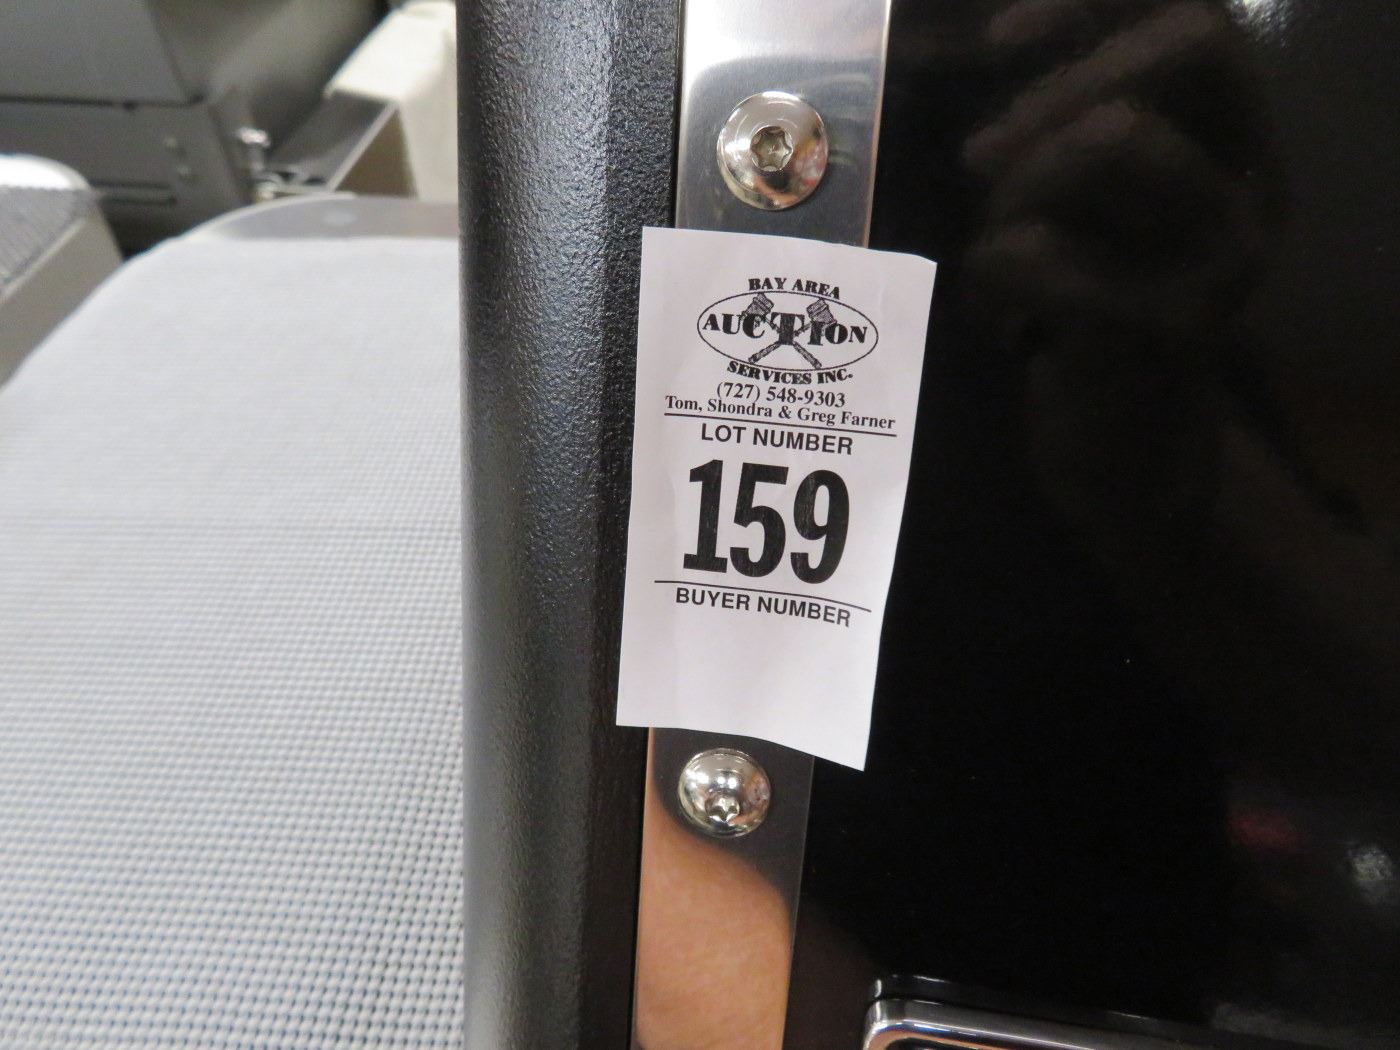 BAY AREA
AUCTION
SERVICES INC.
(727) 548-9303
Tom, Shondra & Greg Farner
LOT NUMBER
159
BUYER NUMBER